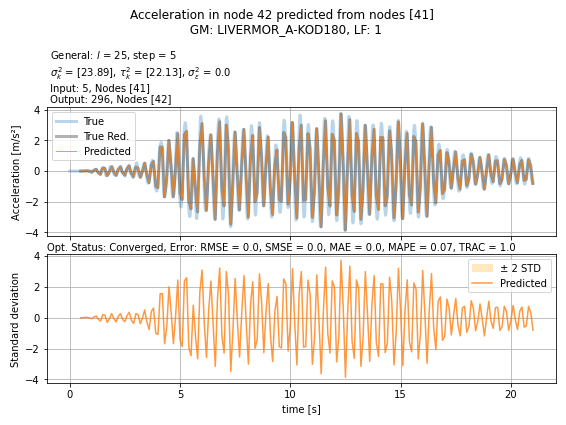 Acceleration in node 42 predicted from nodes [41]
GM: LIVERMOR_A-KOD180, LF: 1
General: l = 25, step = 5
σ²ₖ = [23.89], τ²ₖ = [22.13], σ²ε = 0.0
Input: 5, Nodes [41]
Output: 296, Nodes [42]
Acceleration [m/s²]
4
2
0
−2
−4
True
True Red.
Predicted
Opt. Status: Converged, Error: RMSE = 0.0, SMSE = 0.0, MAE = 0.0, MAPE = 0.07, TRAC = 1.0
Standard deviation
4
2
0
−2
−4
± 2 STD
Predicted
0
5
10
15
20
time [s]